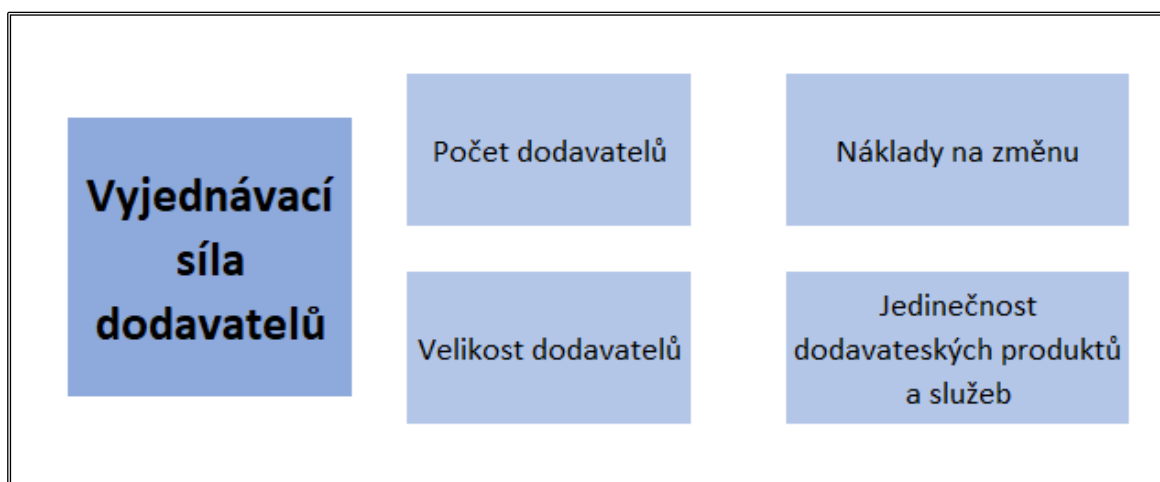 Vyjednávací
síla
dodavatelů
Počet dodavatelů
Náklady na změnu
Velikost dodavatelů
Jedinečnost
dodavateských produktů
a služeb